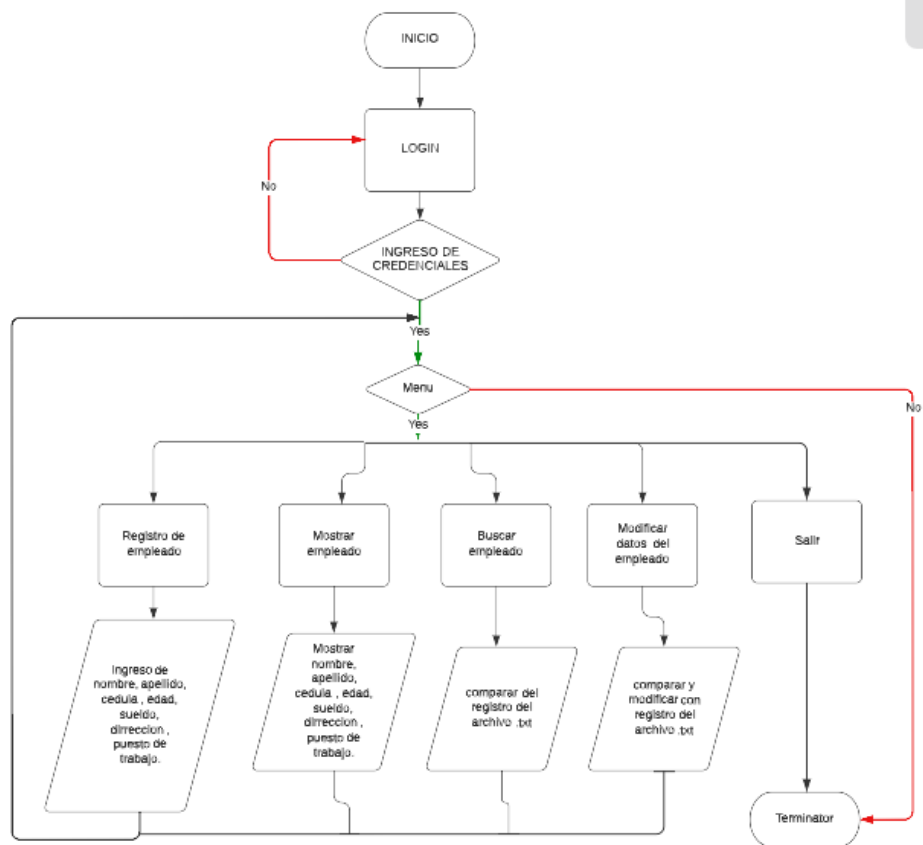 INICIO
LOGIN
No
INGRESO DE
CREDENCIALES
Yes
Menu
No
Yes
Registro de
empleado
Mostrar
empleado
Buscar
empleado
Modificar
datos del
empleado
Salir
Ingreso de
nombre, apellido,
cedula , edad,
sueldo,
dirreccion ,
puesto de
trabajo.
Mostrar
nombre,
apellido,
cedula , edad,
sueldo,
dirreccion ,
puesto de
trabajo.
comparar del
registro del
archivo .txt
comparar y
modificar con
registro del
archivo .txt
Terminator